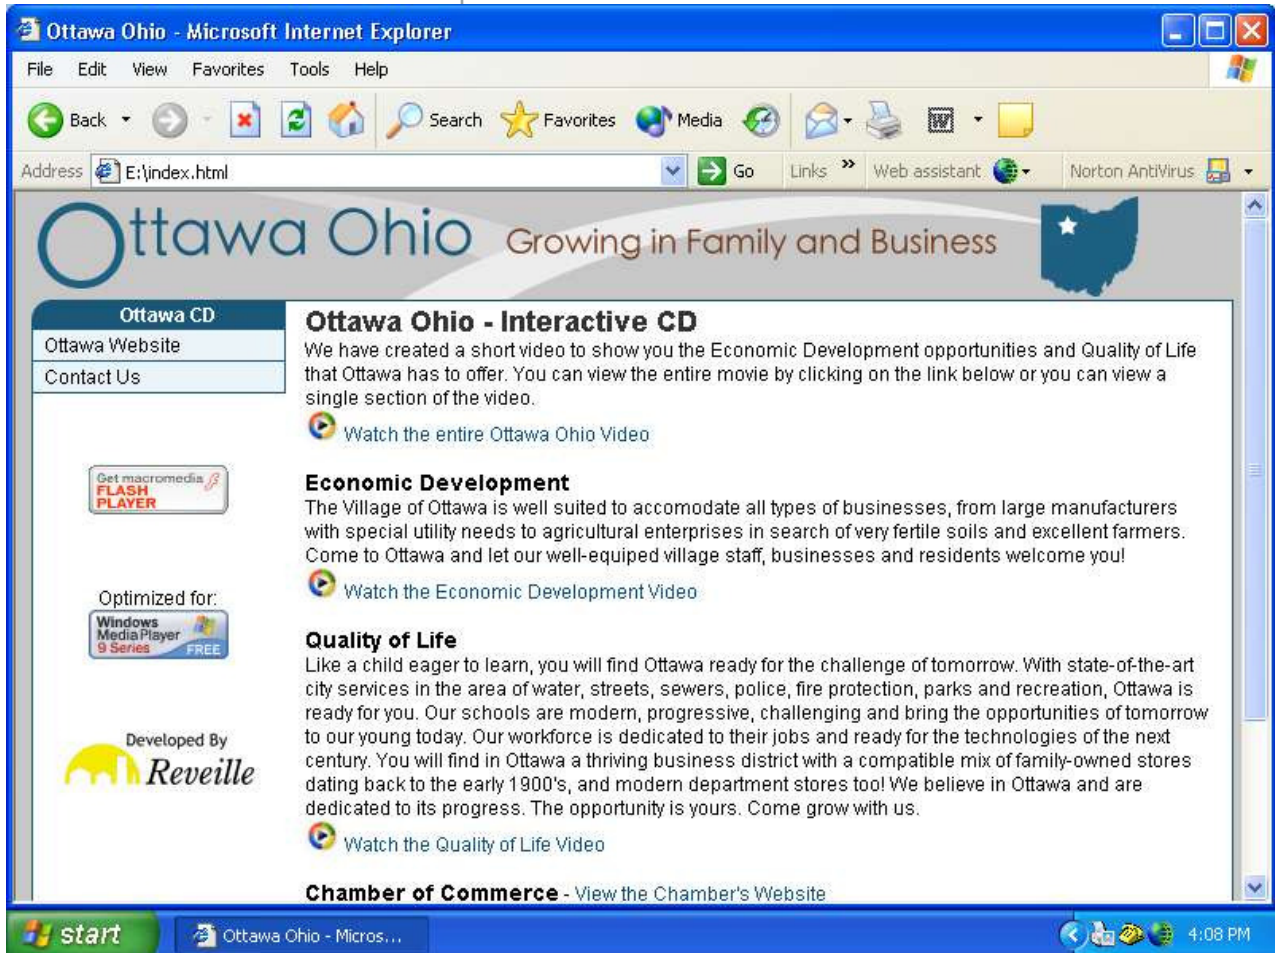 Ottawa Ohio - Microsoft Internet Explorer
File Edit View Favorites Tools Help
Back Search Favorites Media
Address E:\index.html Go Links » Web assistant Norton AntiVirus
Ottawa Ohio Growing in Family and Business
Ottawa CD
Ottawa Website
Contact Us
Get macromedia
FLASH
PLAYER
Optimized for:
Windows
Media Player
9 Series FREE
Developed By
Reveille
Ottawa Ohio - Interactive CD
We have created a short video to show you the Economic Development opportunities and Quality of Life
that Ottawa has to offer. You can view the entire movie by clicking on the link below or you can view a
single section of the video.
Watch the entire Ottawa Ohio Video
Economic Development
The Village of Ottawa is well suited to accomodate all types of businesses, from large manufacturers
with special utility needs to agricultural enterprises in search of very fertile soils and excellent farmers.
Come to Ottawa and let our well-equiped village staff, businesses and residents welcome you!
Watch the Economic Development Video
Quality of Life
Like a child eager to learn, you will find Ottawa ready for the challenge of tomorrow. With state-of-the-art
city services in the area of water, streets, sewers, police, fire protection, parks and recreation, Ottawa is
ready for you. Our schools are modern, progressive, challenging and bring the opportunities of tomorrow
to our young today. Our workforce is dedicated to their jobs and ready for the technologies of the next
century. You will find in Ottawa a thriving business district with a compatible mix of family-owned stores
dating back to the early 1900's, and modern department stores too! We believe in Ottawa and are
dedicated to its progress. The opportunity is yours. Come grow with us.
Watch the Quality of Life Video
Chamber of Commerce - View the Chamber's Website
start Ottawa Ohio - Micros... 4:08 PM